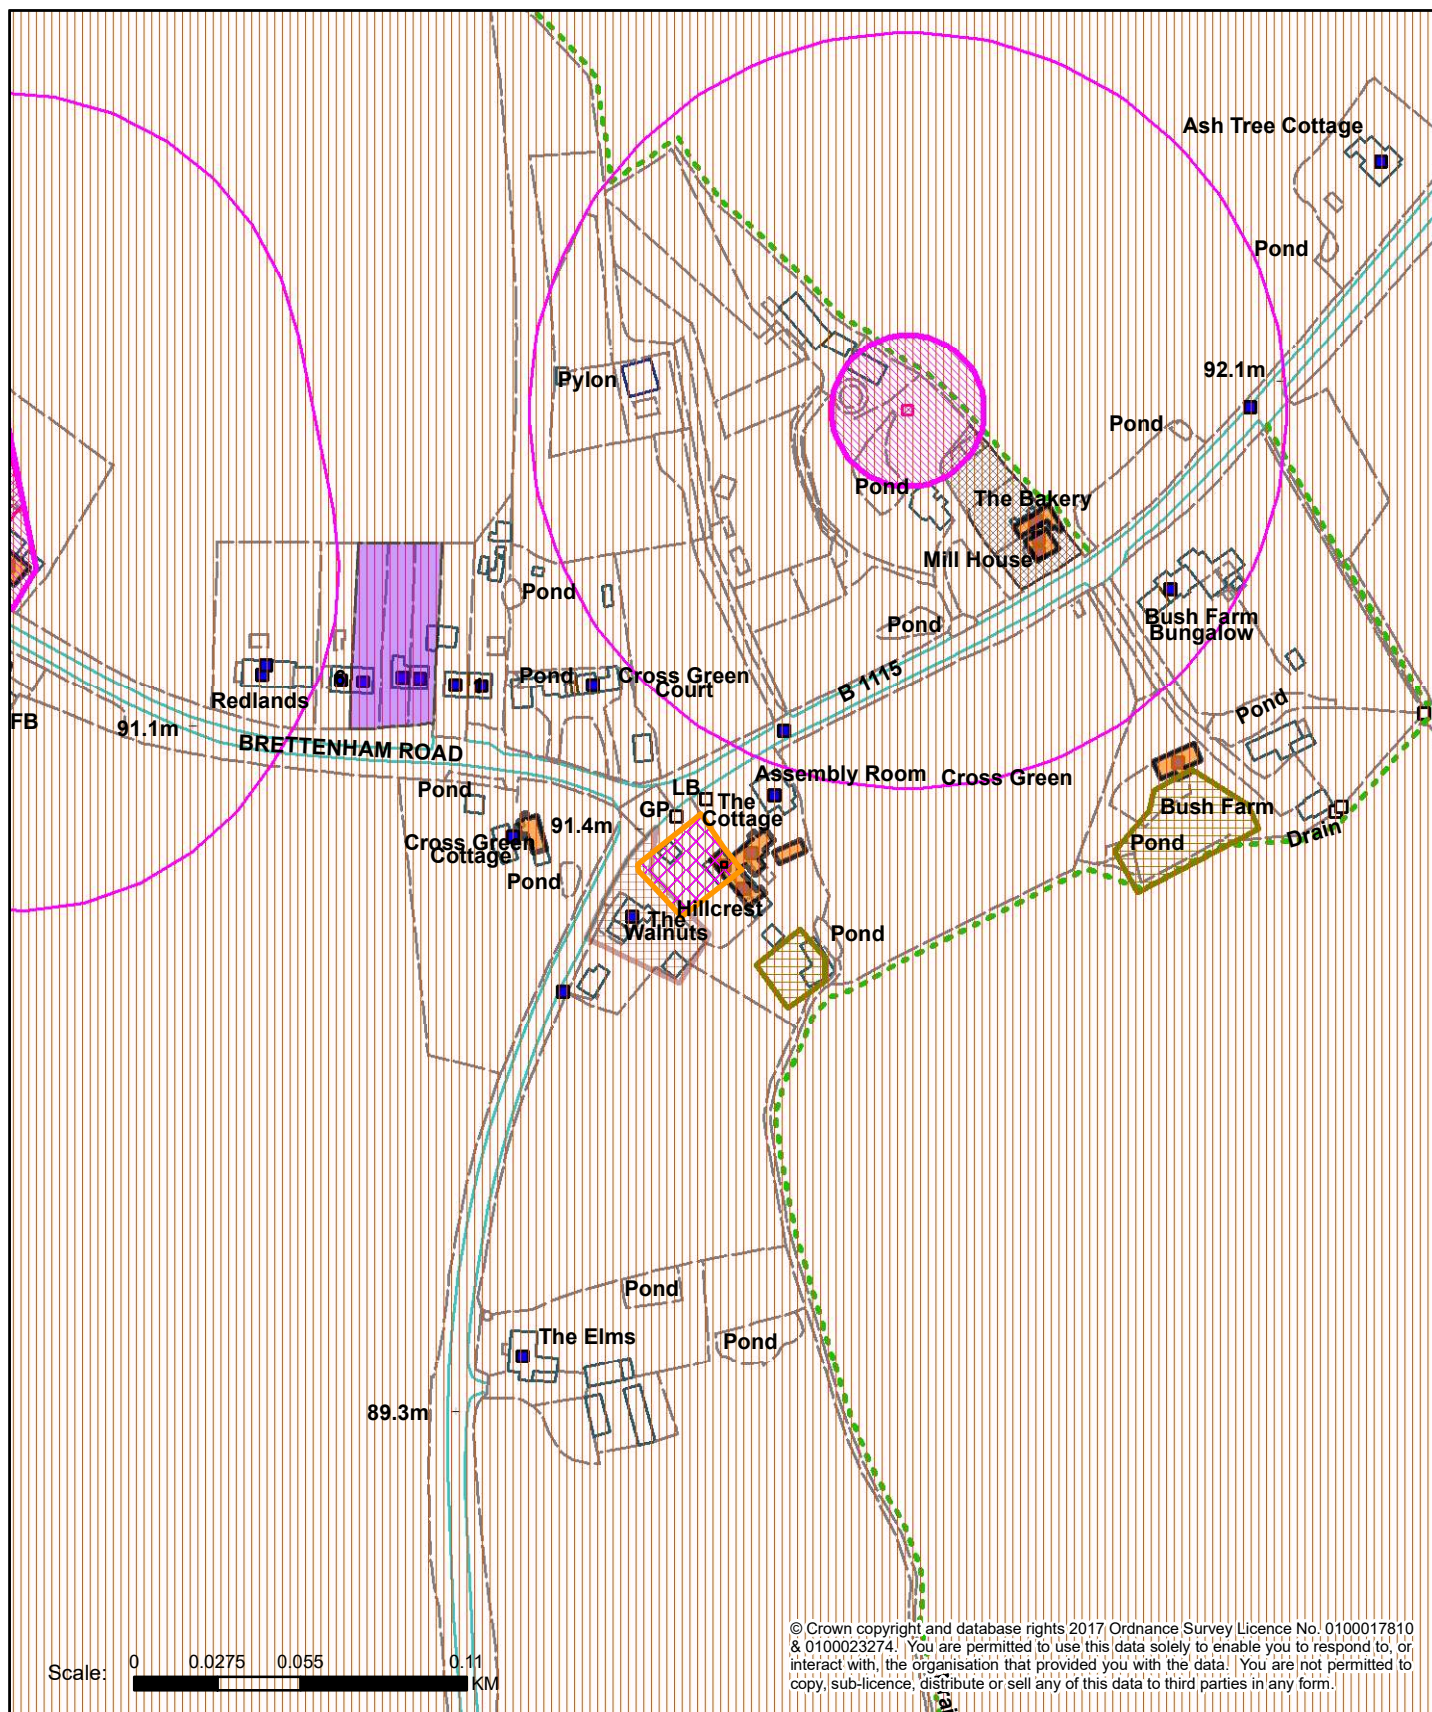 Ash Tree Cottage
Pond
92.1m
Pylon
Pond
Pond
The Bakery
Mill House
Pond
Pond
Bush Farm
Bungalow
Pond
Cross Green
Court
Redlands
B 1115
Pond
FB
91.1m
BRETTENHAM ROAD
Assembly Room
Cross Green
LB
Pond
GP
The
Cottage
Bush Farm
91.4m
Cross Green
Cottage
Pond
Drain
Pond
Hillcrest
The
Walnuts
Pond
Pond
The Elms
Pond
89.3m
© Crown copyright and database rights 2017 Ordnance Survey Licence No. 0100017810
& 0100023274. You are permitted to use this data solely to enable you to respond to, or
interact with, the organisation that provided you with the data. You are not permitted to
copy, sub-licence, distribute or sell any of this data to third parties in any form.
Scale:
0 0.0275 0.055 0.11
KM